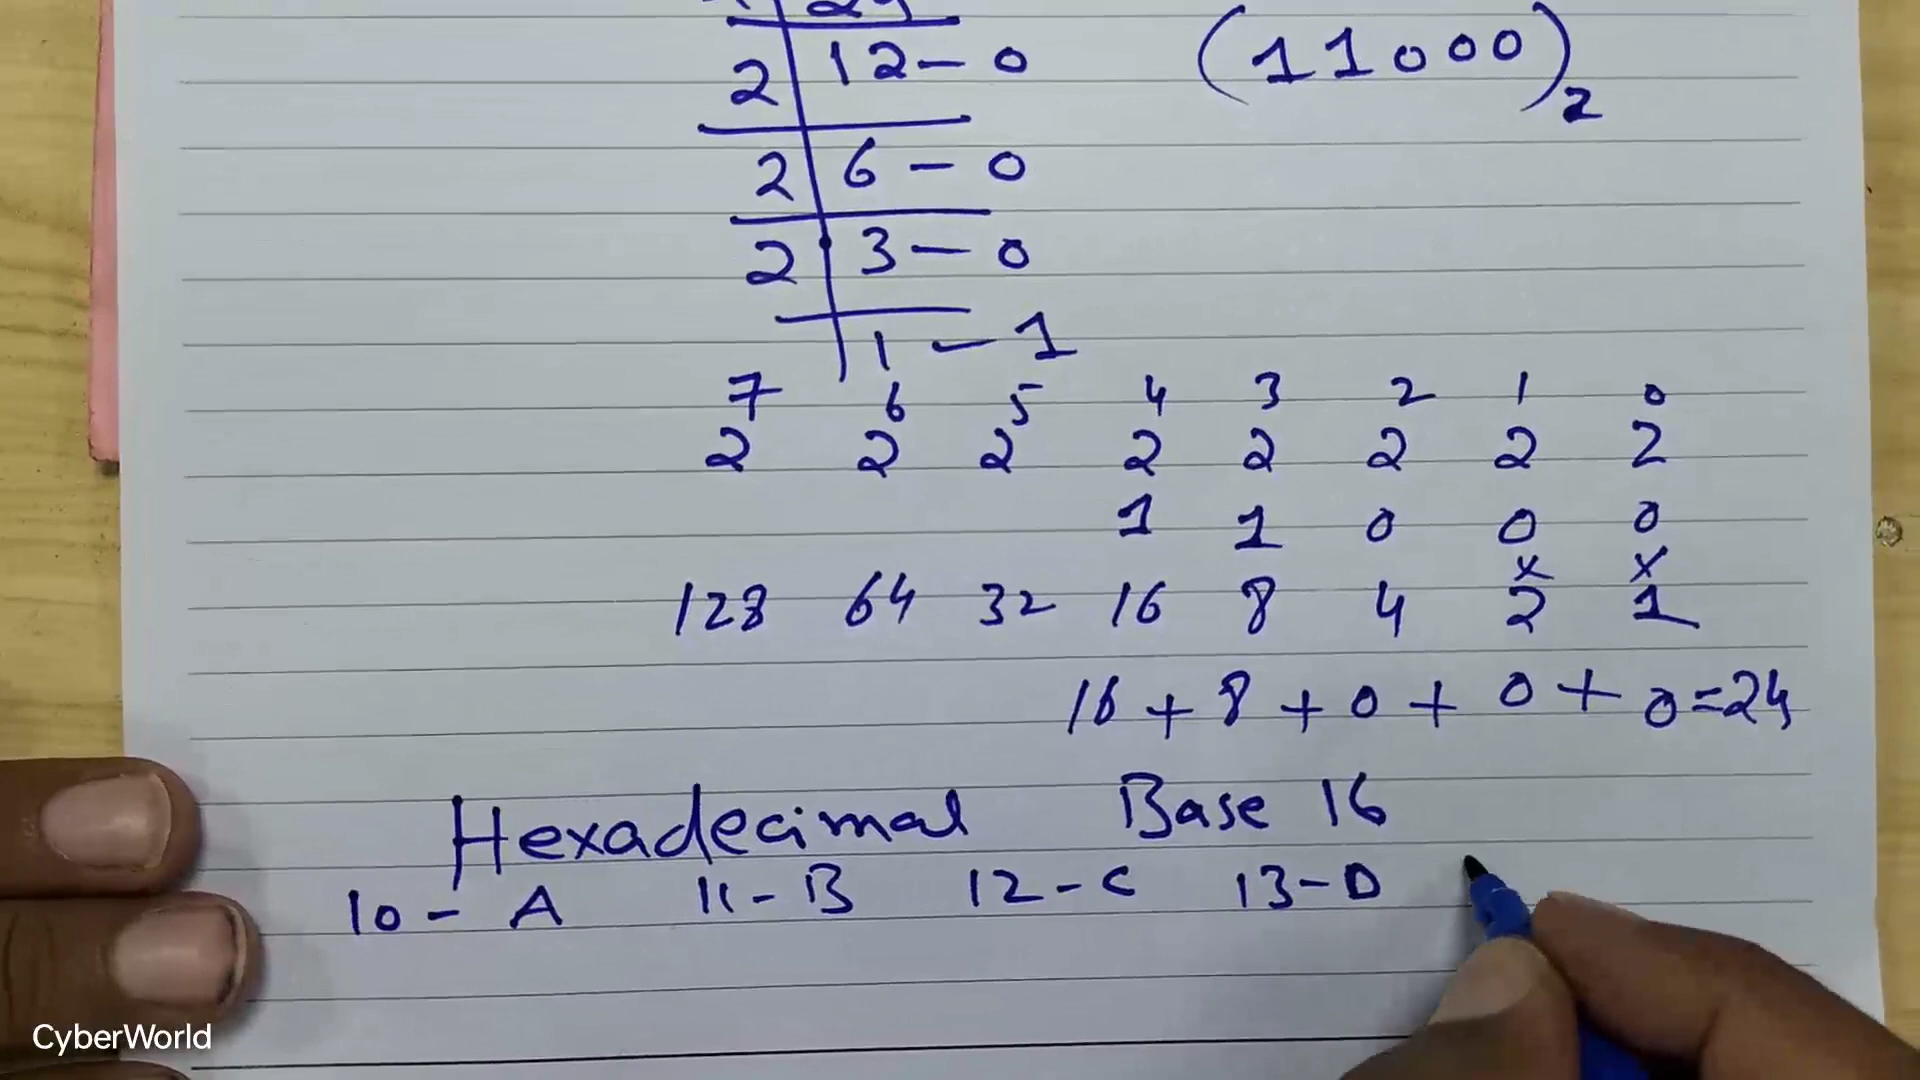 2 | 12 - 0 (11000)2
2 | 6 - 0
2 | 3 - 0
1 - 1
7 6 5 4 3 2 1 0
2 2 2 2 2 2 2 2
1 1 0 0 0
x x
128 64 32 16 8 4 2 1
16 + 8 + 0 + 0 + 0 = 24
Hexadecimal Base 16
10 - A 11 - B 12 - C 13 - D
CyberWorld